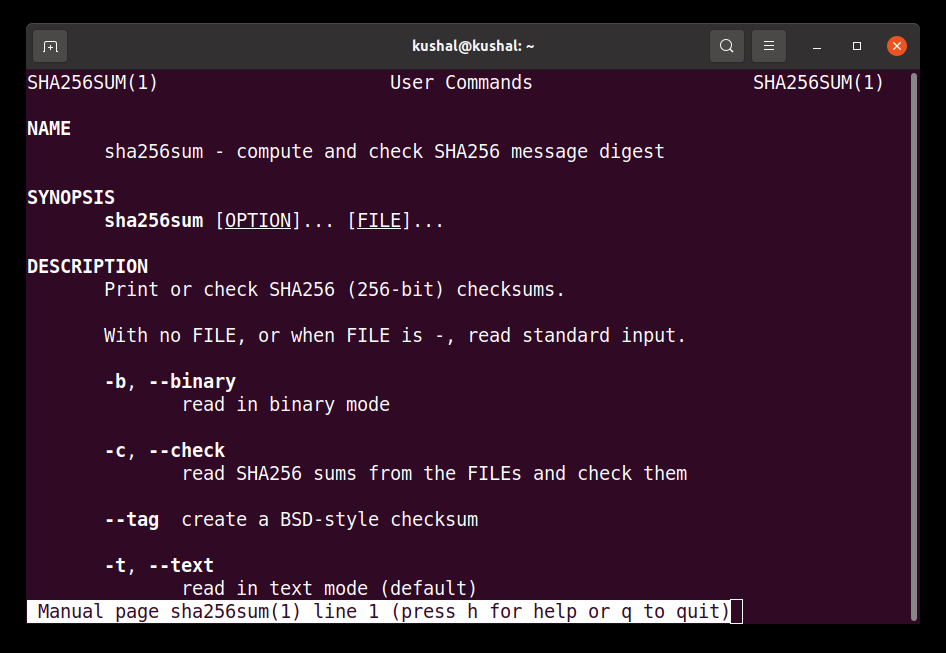 kushal@kushal: ~
SHA256SUM(1) User Commands SHA256SUM(1)
NAME
sha256sum - compute and check SHA256 message digest
SYNOPSIS
sha256sum [OPTION]... [FILE]...
DESCRIPTION
Print or check SHA256 (256-bit) checksums.
With no FILE, or when FILE is -, read standard input.
-b, --binary
read in binary mode
-c, --check
read SHA256 sums from the FILEs and check them
--tag create a BSD-style checksum
-t, --text
read in text mode (default)
Manual page sha256sum(1) line 1 (press h for help or q to quit)